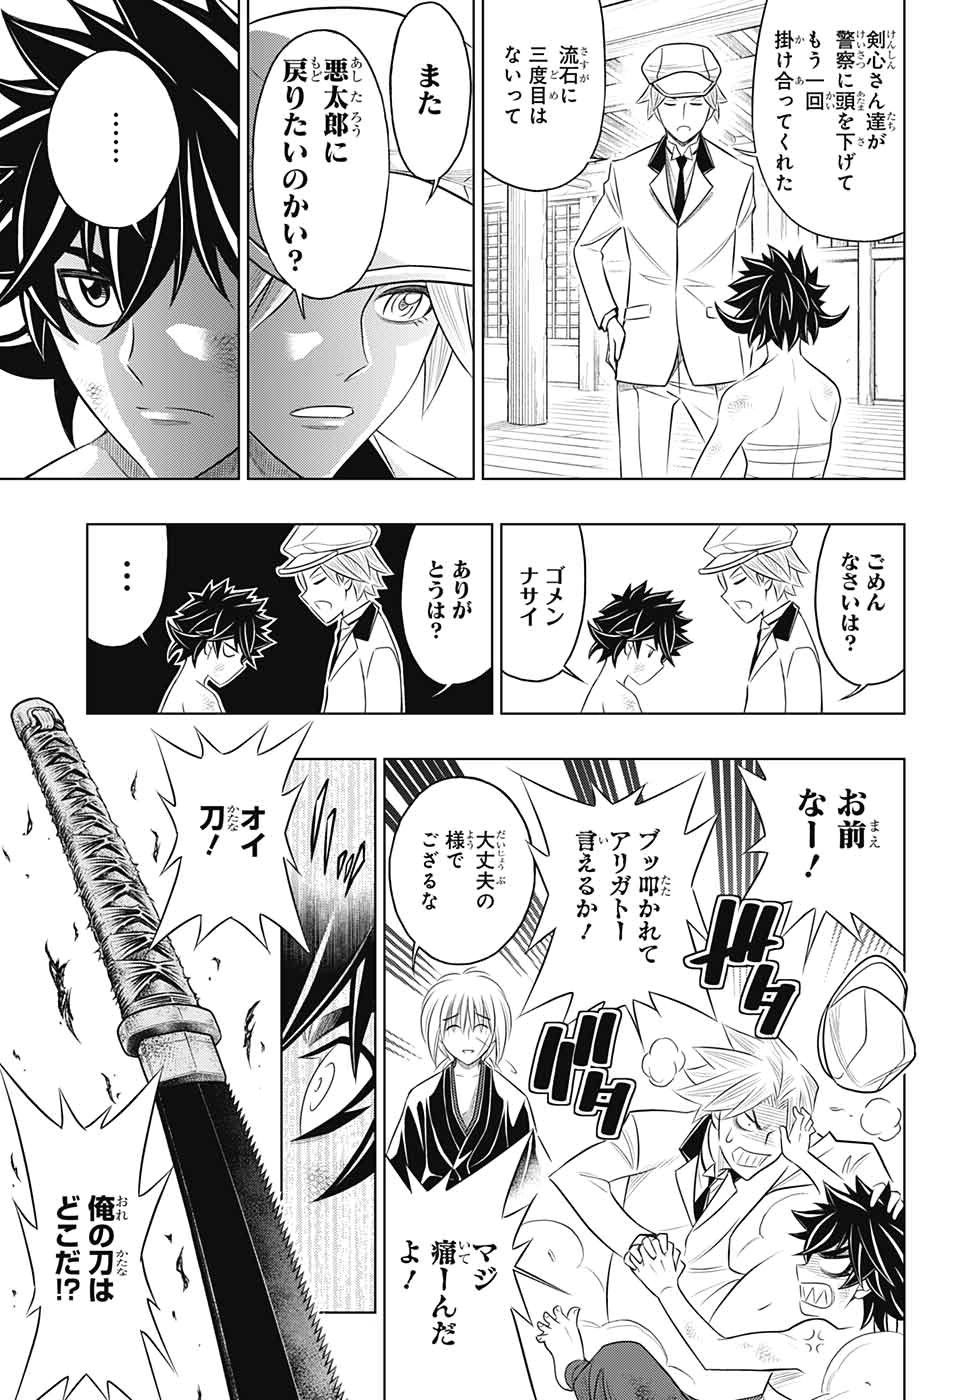 剣心さん達が
警察に頭を下げて
もう一回
掛け合ってくれた
流石に
三度目は
ないって
また
悪太郎に
戻りたいのかい？
……
ごめん
なさいは？
ゴメン
ナサイ
ありが
とうは？
…
お前
なー！
ブッ叩かれて
アリガトー
言えるか！
大丈夫の
様で
ござるな
ドタ
ドタ
マジ
痛ーんだ
よ！
オイ
刀！
俺の刀は
どこだ!?